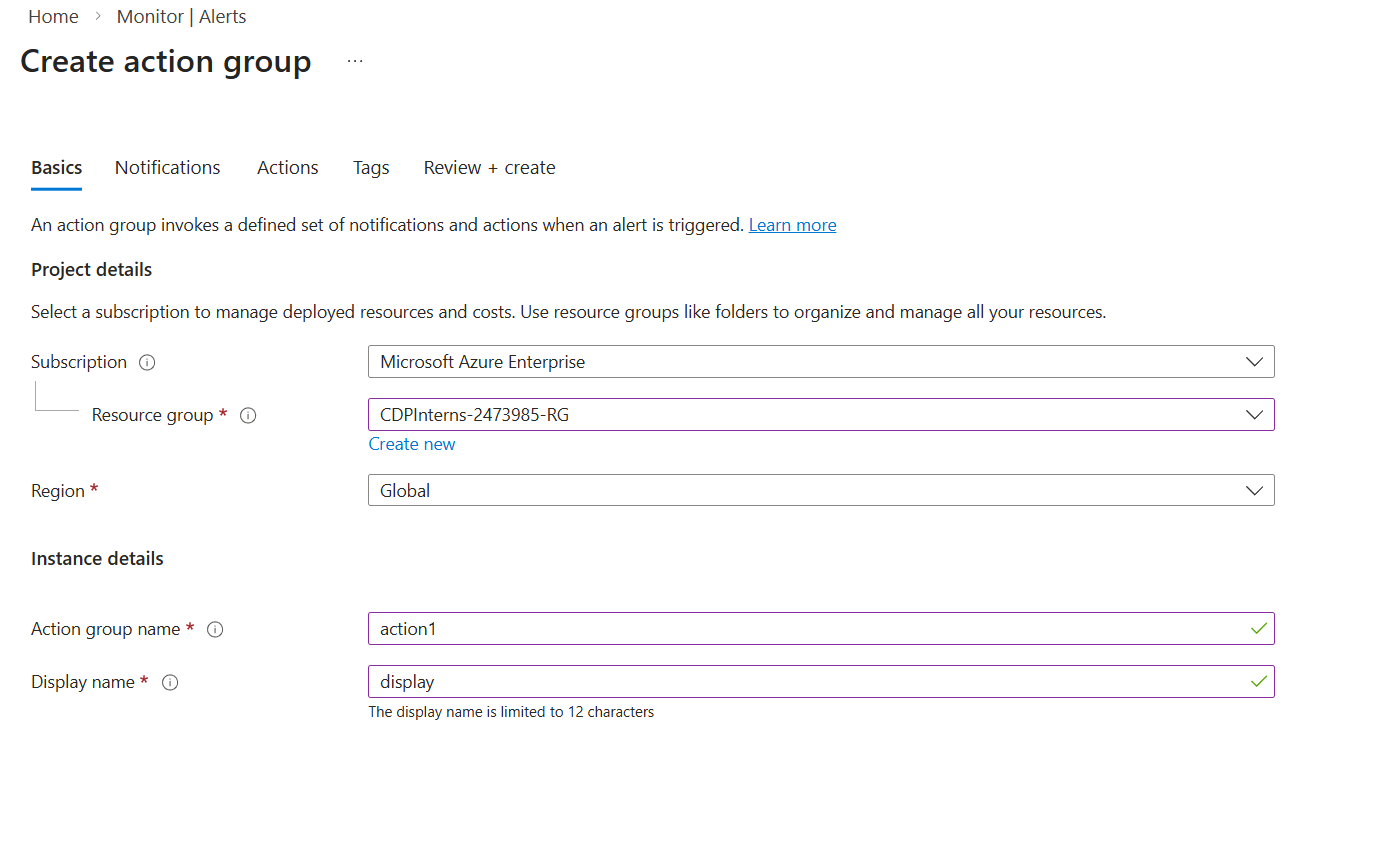 Home > Monitor | Alerts
Create action group ...
Basics Notifications Actions Tags Review + create
An action group invokes a defined set of notifications and actions when an alert is triggered. Learn more
Project details
Select a subscription to manage deployed resources and costs. Use resource groups like folders to organize and manage all your resources.
Subscription Microsoft Azure Enterprise
Resource group * CDPInterns-2473985-RG
Create new
Region * Global
Instance details
Action group name * action1
Display name * display
The display name is limited to 12 characters